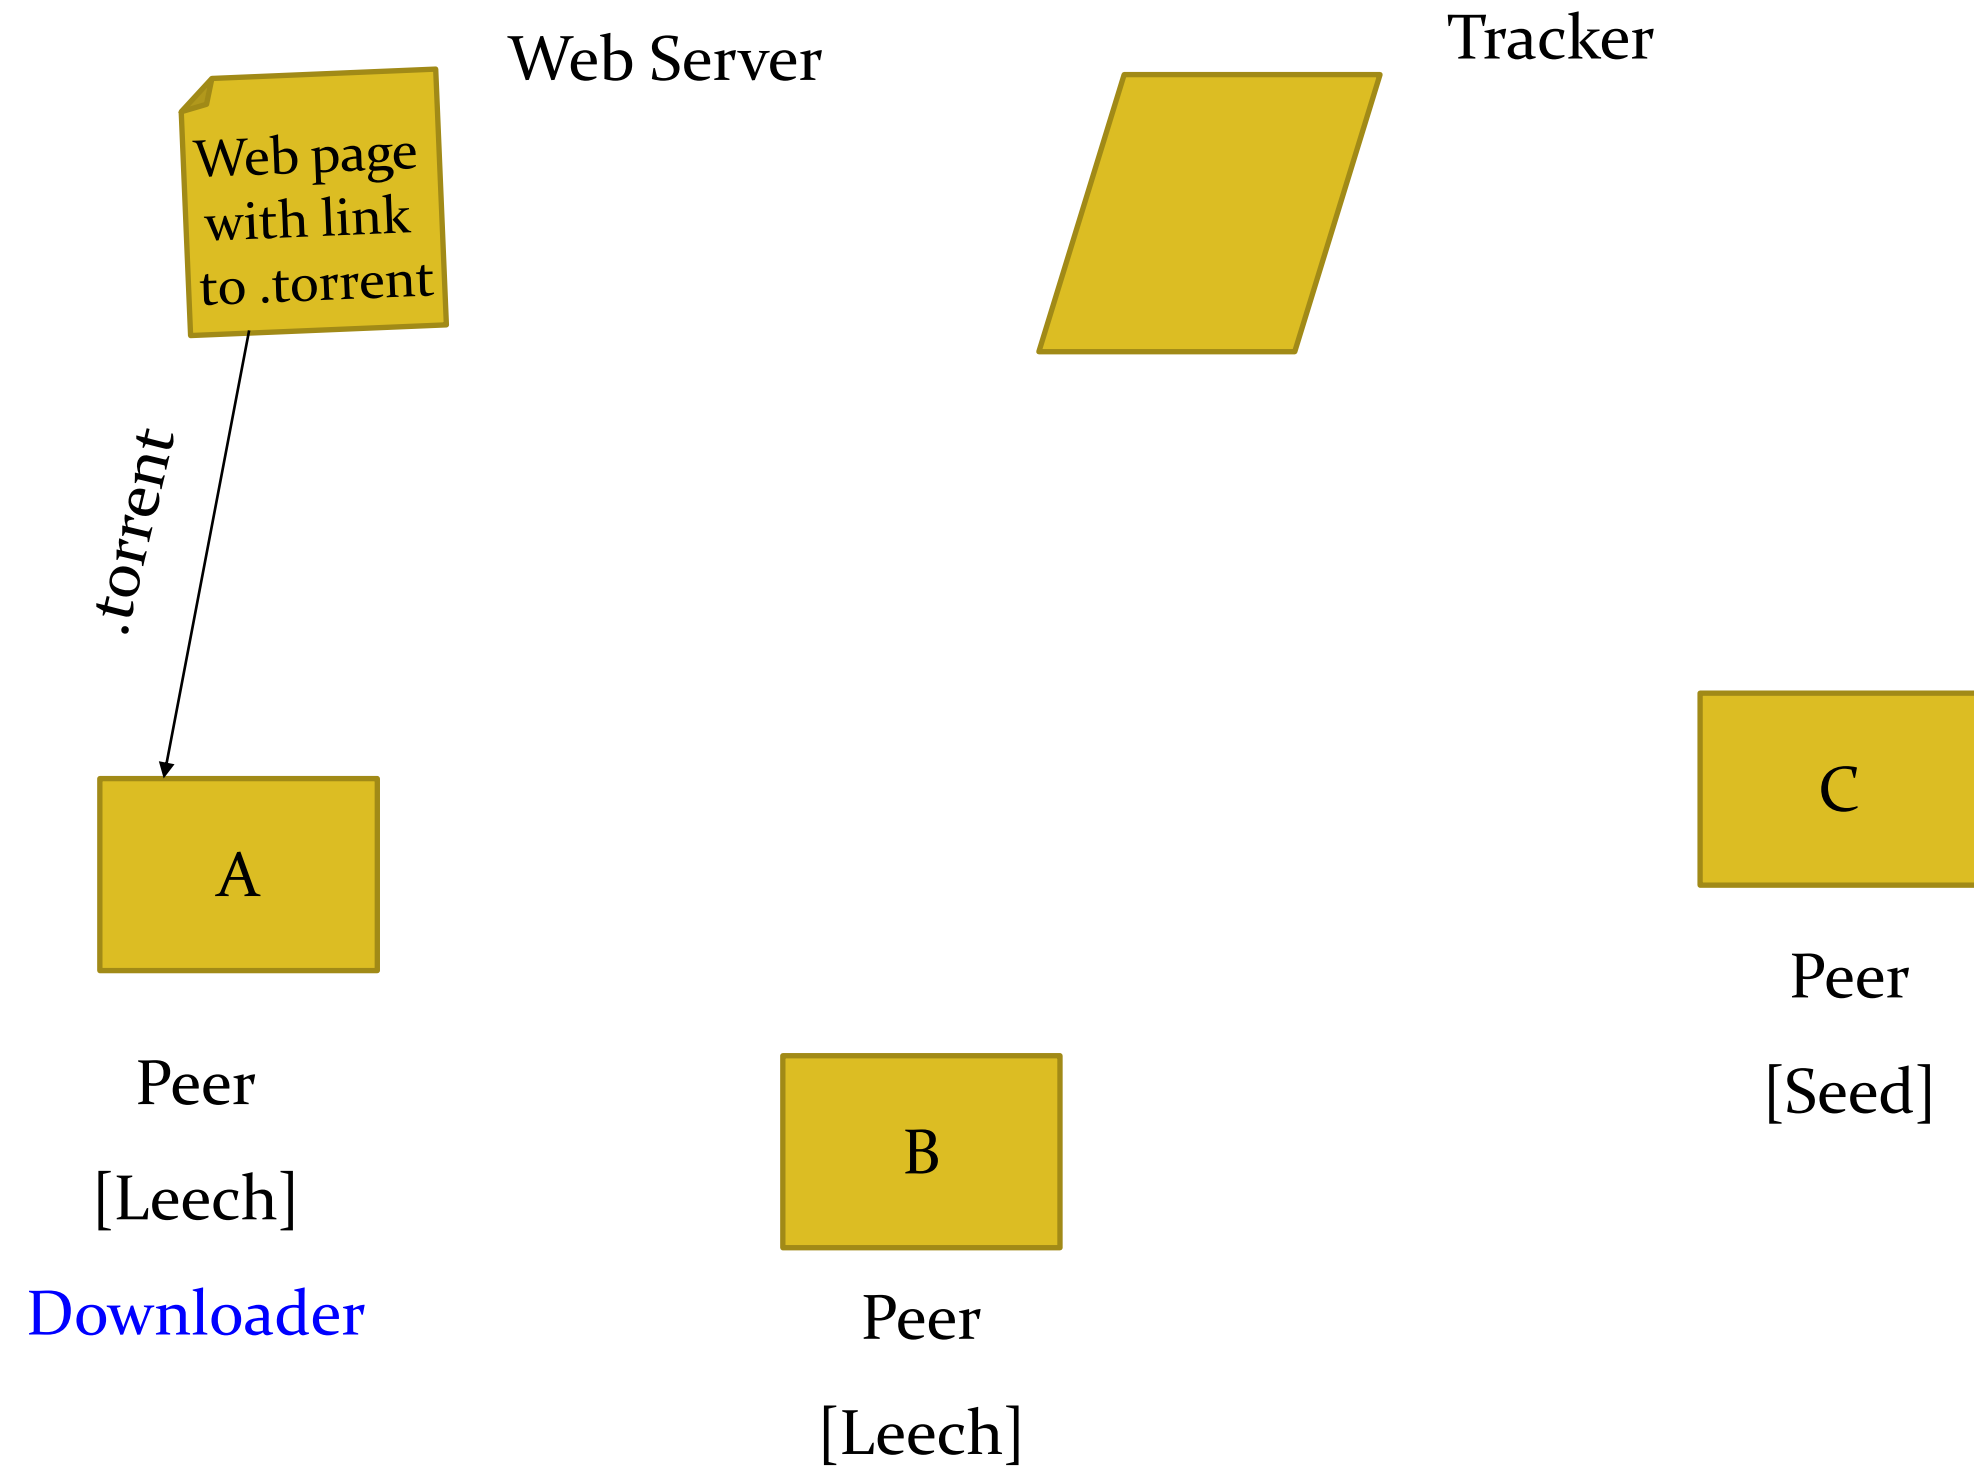 Web Server
Tracker
Web page
with link
to .torrent
.torrent
A
Peer
[Leech]
Downloader
B
Peer
[Leech]
C
Peer
[Seed]